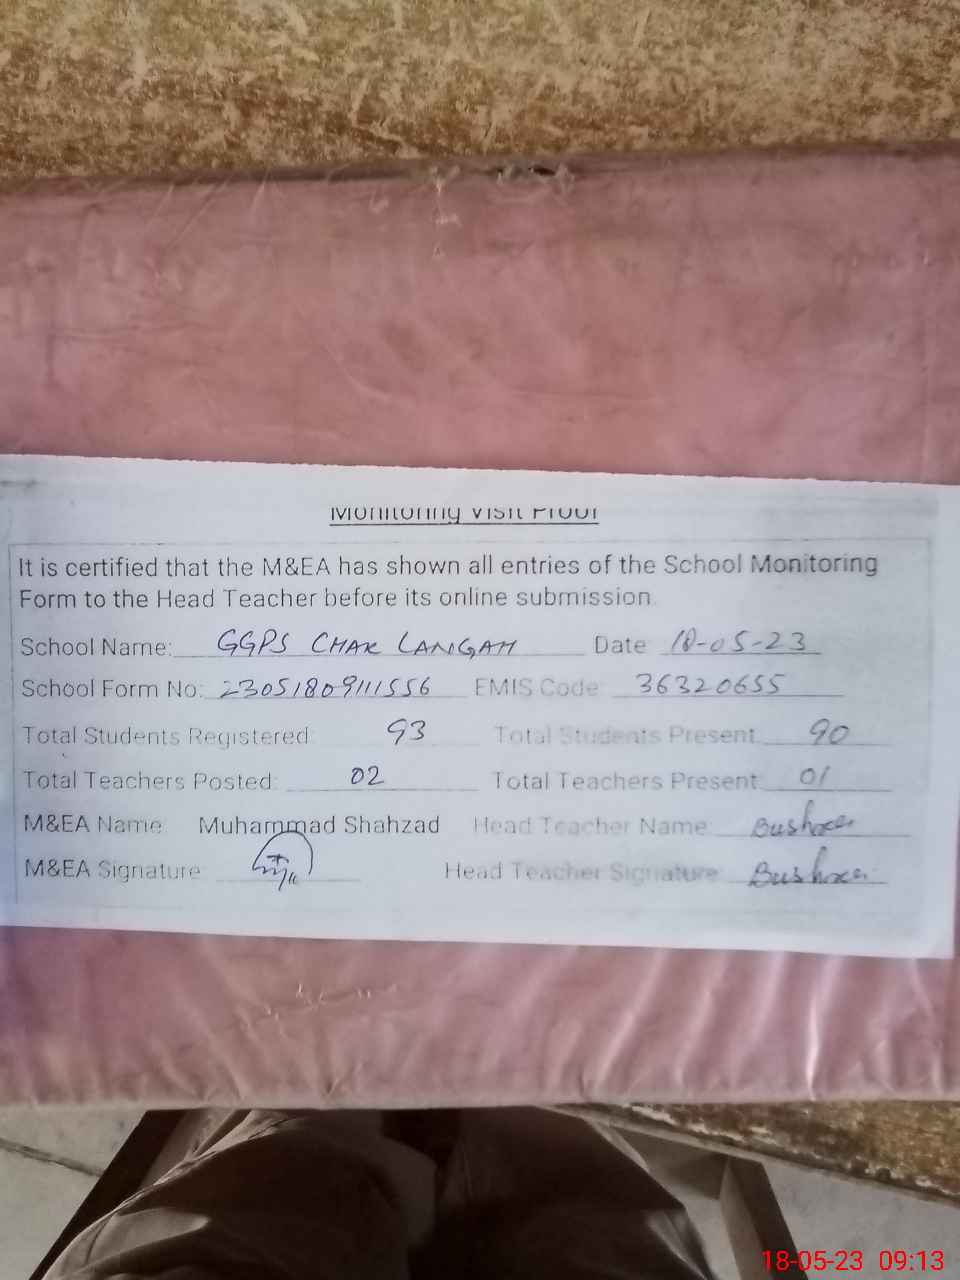 Monitoring Visit Proof
It is certified that the M&EA has shown all entries of the School Monitoring
Form to the Head Teacher before its online submission.
School Name: GGPS CHAK LANGAH Date 18-05-23
School Form No: 23051809111556 EMIS Code 36320655
Total Students Registered: 93 Total Students Present 90
Total Teachers Posted: 02 Total Teachers Present: 01
M&EA Name: Muhammad Shahzad Head Teacher Name:
M&EA Signature: Head Teacher Signature:
18-05-23 09:13